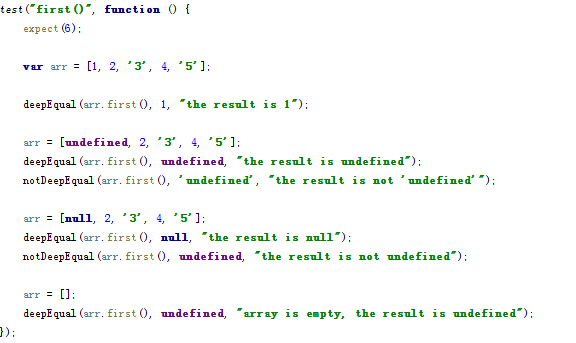 test("first()", function () {
    expect(6);

    var arr = [1, 2, '3', 4, '5'];

    deepEqual(arr.first(), 1, "the result is 1");

    arr = [undefined, 2, '3', 4, '5'];
    deepEqual(arr.first(), undefined, "the result is undefined");
    notDeepEqual(arr.first(), 'undefined', "the result is not 'undefined'");

    arr = [null, 2, '3', 4, '5'];
    deepEqual(arr.first(), null, "the result is null");
    notDeepEqual(arr.first(), undefined, "the result is not undefined");

    arr = [];
    deepEqual(arr.first(), undefined, "array is empty, the result is undefined");
});